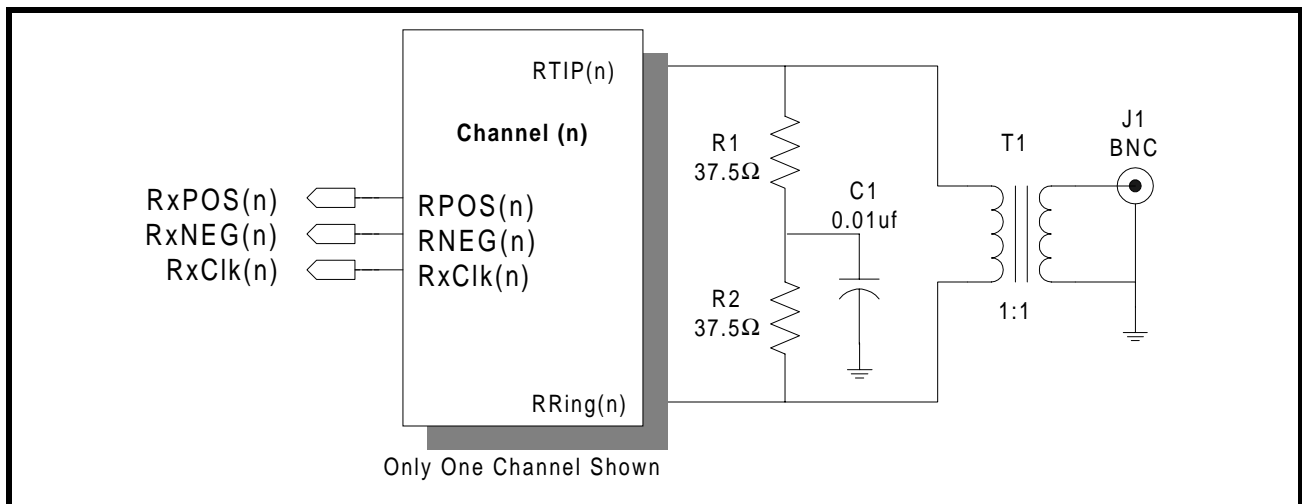 RTIP(n)
Channel (n)
RxPOS(n)
RxNEG(n)
RxClk(n)
RPOS(n)
RNEG(n)
RxClk(n)
RRing(n)
Only One Channel Shown
R1
37.5Ω
C1
0.01uf
R2
37.5Ω
T1
1:1
J1
BNC